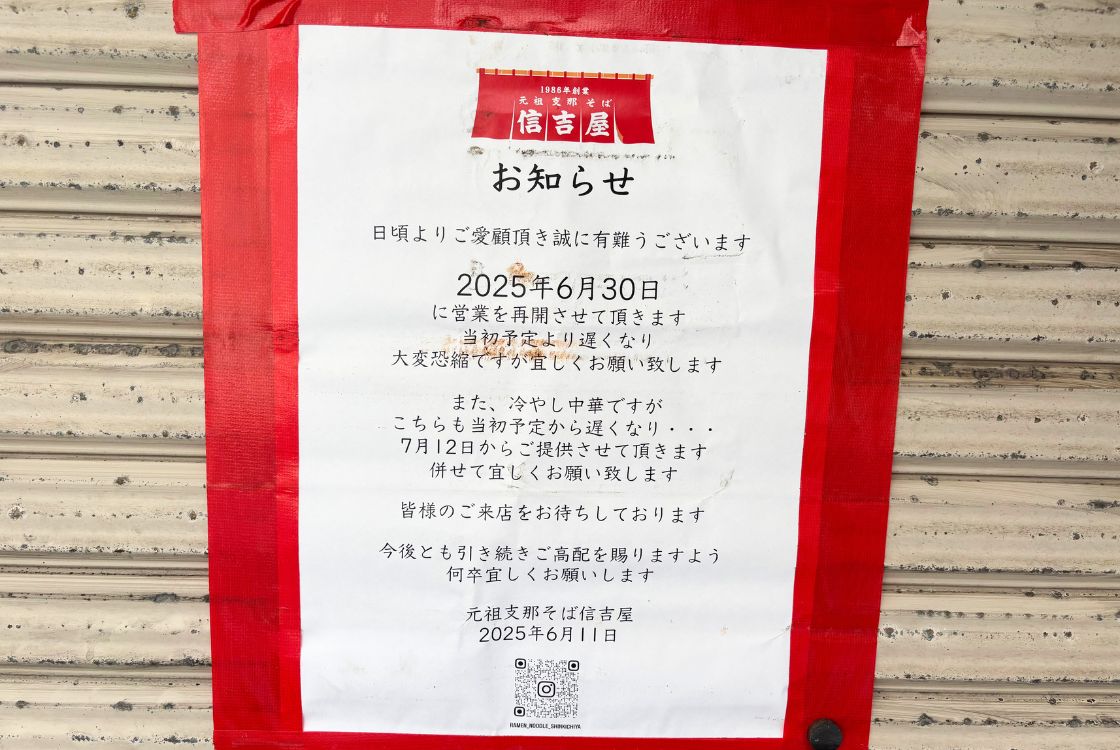 1986年創業
元祖支那そば
信吉屋
お知らせ
日頃よりご愛顧頂き誠に有難うございます
2025年6月30日
に営業を再開させて頂きます
当初予定より遅くなり
大変恐縮ですが宜しくお願い致します
また、冷やし中華ですが
こちらも当初予定から遅くなり・・・
7月12日からご提供させて頂きます
併せて宜しくお願い致します
皆様のご来店をお待ちしております
今後とも引き続きご高配を賜りますよう
何卒宜しくお願いします
元祖支那そば信吉屋
2025年6月11日
RAMEN_NOODLE_SHINKICHIYA